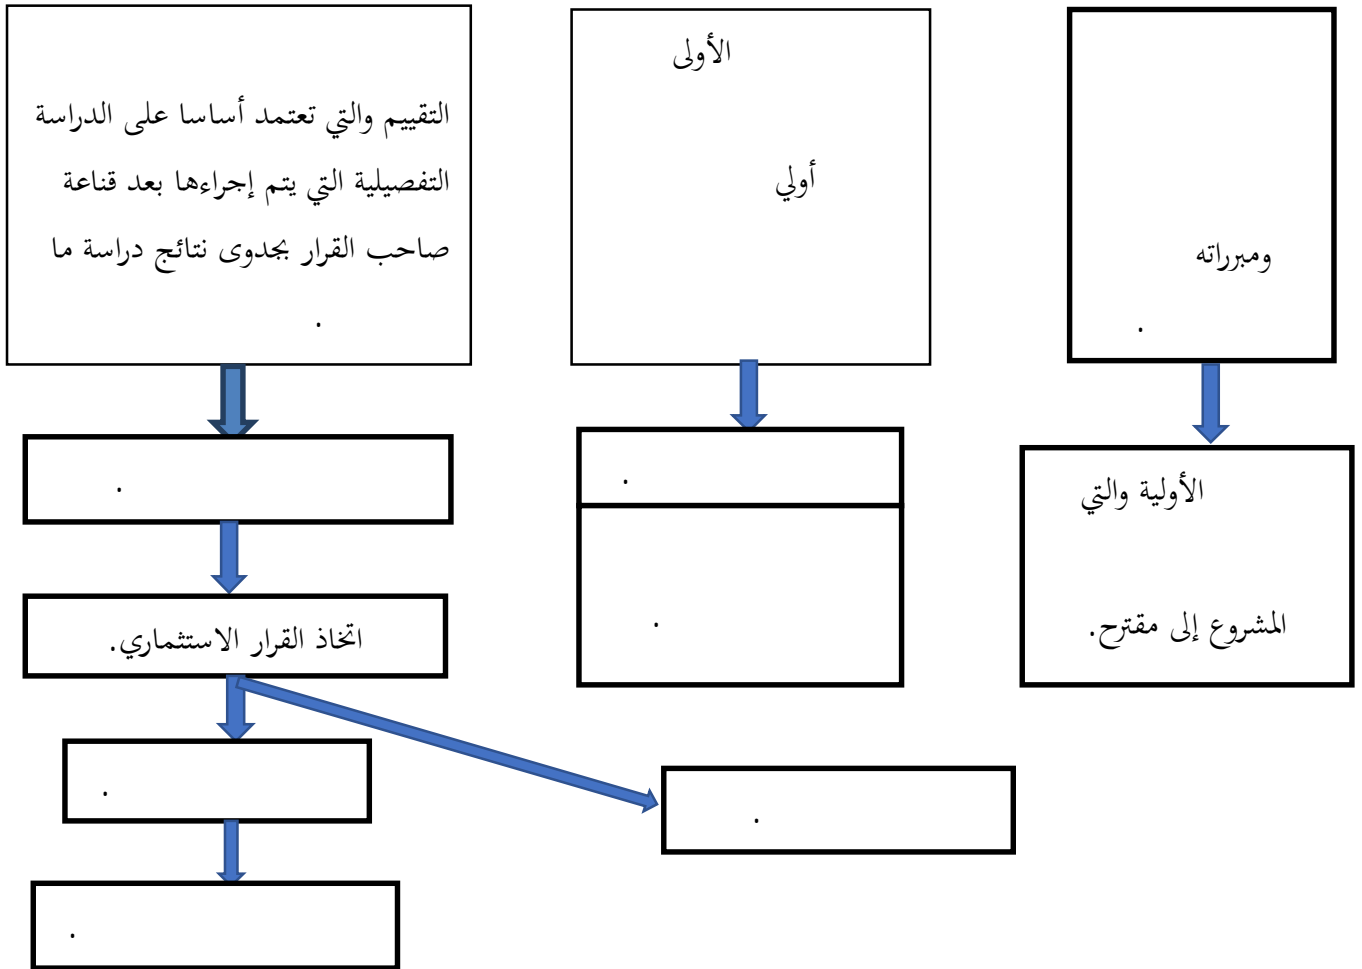 ومبرراته
.
الأولية والتي
المشروع إلى مقترح.
الأولى
أولي
.
.
التقييم والتي تعتمد أساسا على الدراسة
التفصيلية التي يتم إجراءها بعد قناعة
صاحب القرار بجدوى نتائج دراسة ما
.
.
اتخاذ القرار الاستثماري.
.
.
.